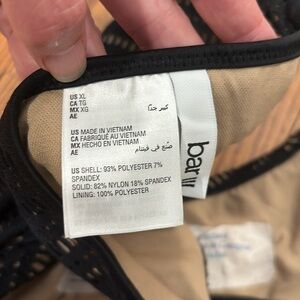 US XL
CA TG
MX XG
AE كبير جدًا
US MADE IN VIETNAM
CA FABRIQUÉ AU VIETNAM
MX HECHO EN VIETNAM
AE صنع في فيتنام
US SHELL: 93% POLYESTER 7%
SPANDEX
SOLID: 82% NYLON 18% SPANDEX
LINING: 100% POLYESTER
bar III